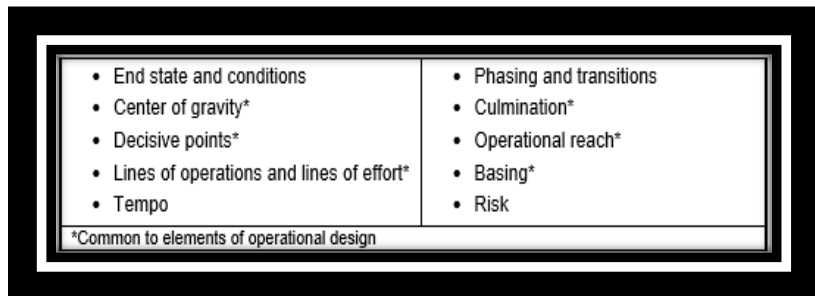 • End state and conditions
• Center of gravity*
• Decisive points*
• Lines of operations and lines of effort*
• Tempo
• Phasing and transitions
• Culmination*
• Operational reach*
• Basing*
• Risk
*Common to elements of operational design